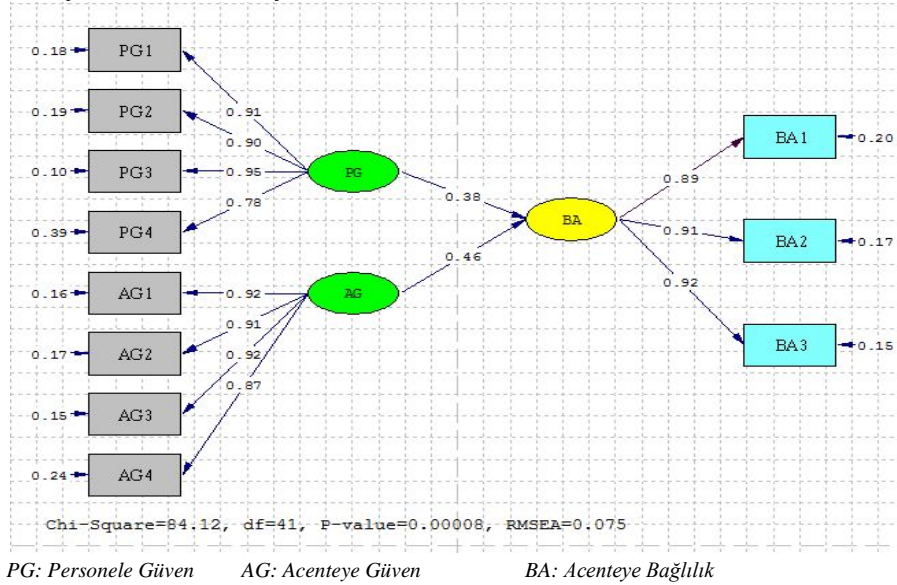 0.18 PG1
0.91
0.19 PG2
0.90
0.10 PG3 0.95 PG
0.78
0.38
0.39 PG4
BA
0.46
0.89
BA1 0.20
0.91 BA2 0.17
0.92
BA3 0.15
0.16 AG1 0.92 AG
0.91
0.17 AG2
0.92
0.87
0.15 AG3
0.24 AG4
Chi-Square=84.12, df=41, P-value=0.00008, RMSEA=0.075
PG: Personele Güven AG: Acenteye Güven BA: Acenteye Bağlılık